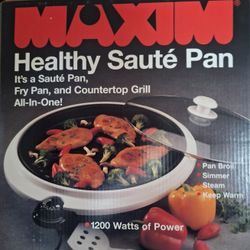 MAXIM
Healthy Sauté Pan
It's a Sauté Pan,
Fry Pan, and Countertop Grill
All-In-One!
• Pan Broil
• Simmer
• Steam
• Keep Warm
• 1200 Watts of Power